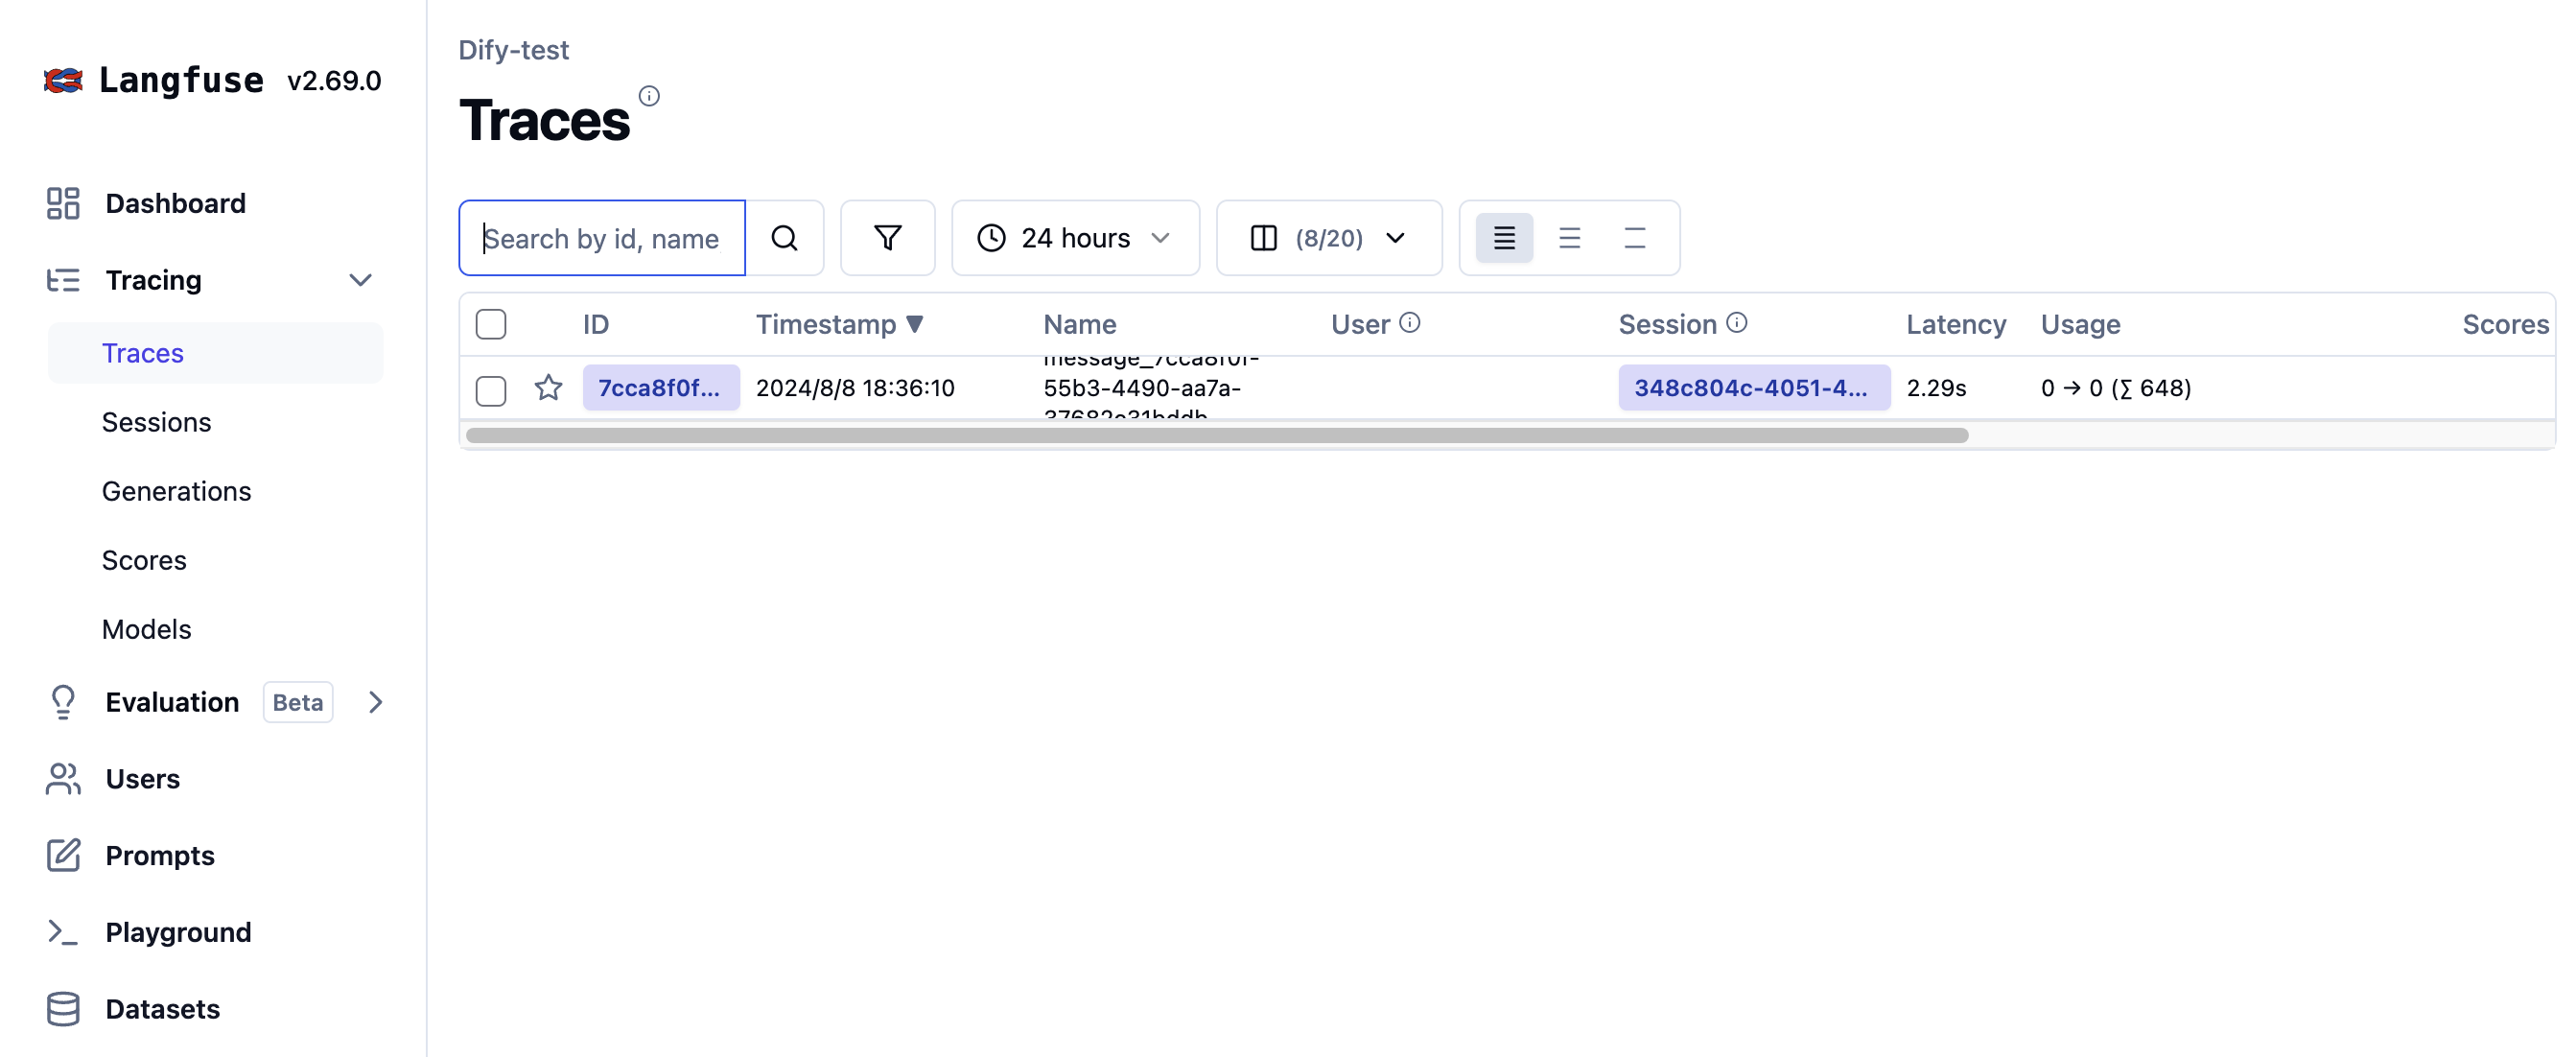 Langfuse v2.69.0
Dashboard
Tracing
Traces
Sessions
Generations
Scores
Models
Evaluation Beta
Users
Prompts
Playground
Datasets
Dify-test
Traces
Search by id, name
24 hours
(8/20)
ID Timestamp ▼ Name User Session Latency Usage Scores
7cca8f0f... 2024/8/8 18:36:10 message_7cca8f0f-
55b3-4490-aa7a-
348c804c-4051-4... 2.29s 0 → 0 (∑ 648)